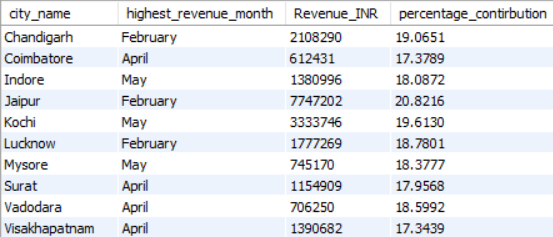 city_name highest_revenue_month Revenue_INR percentage_contirbution
Chandigarh February 2108290 19.0651
Coimbatore April 612431 17.3789
Indore May 1380996 18.0872
Jaipur February 7747202 20.8216
Kochi May 3333746 19.6130
Lucknow February 1777269 18.7801
Mysore May 745170 18.3777
Surat April 1154909 17.9568
Vadodara April 706250 18.5992
Visakhapatnam April 1390682 17.3439